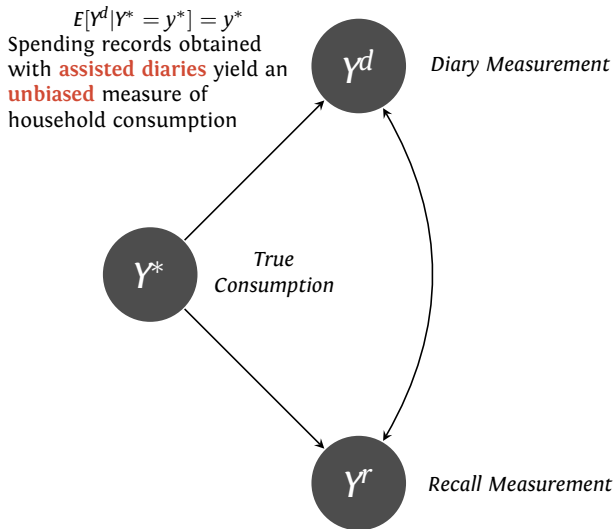 E[Y^d|Y* = y*] = y*
Spending records obtained
with assisted diaries yield an
unbiased measure of
household consumption
Y^d
Diary Measurement
Y*
True
Consumption
Y^r
Recall Measurement